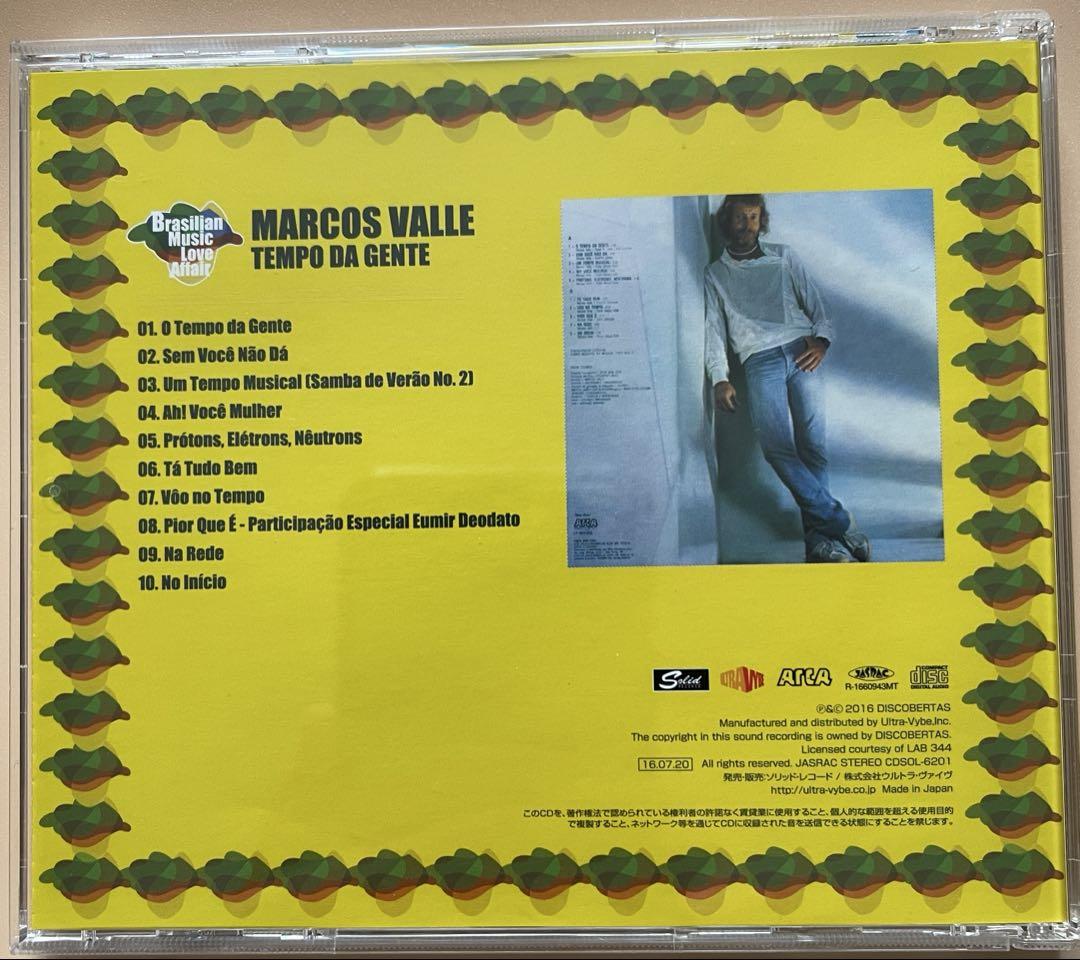 Brasilian
Music
Love
Affair
MARCOS VALLE
TEMPO DA GENTE
01. O Tempo da Gente
02. Sem Você Não Dá
03. Um Tempo Musical (Samba de Verão No. 2)
04. Ah! Você Mulher
05. Prótons, Elétrons, Nêutrons
06. Tá Tudo Bem
07. Vôo no Tempo
08. Pior Que É - Participação Especial Eumir Deodato
09. Na Rede
10. No Início
Solid
ULTRAVYBE
ARCA
JASRAC
R-1660943MT
COMPACT
disc
DIGITAL AUDIO
℗&© 2016 DISCOBERTAS
Manufactured and distributed by Ultra-Vybe,Inc.
The copyright in this sound recording is owned by DISCOBERTAS.
Licensed courtesy of LAB 344
16.07.20 All rights reserved. JASRAC STEREO CDSOL-6201
発売・販売:ソリッド・レコード / 株式会社ウルトラ・ヴァイヴ
http://ultra-vybe.co.jp Made in Japan
このCDを、著作権法で認められている権利者の許諾なく賃貸業に使用すること、個人的な範囲を超える使用目的
で複製すること、ネットワーク等を通じてCDに収録された音を送信できる状態にすることを禁じます。